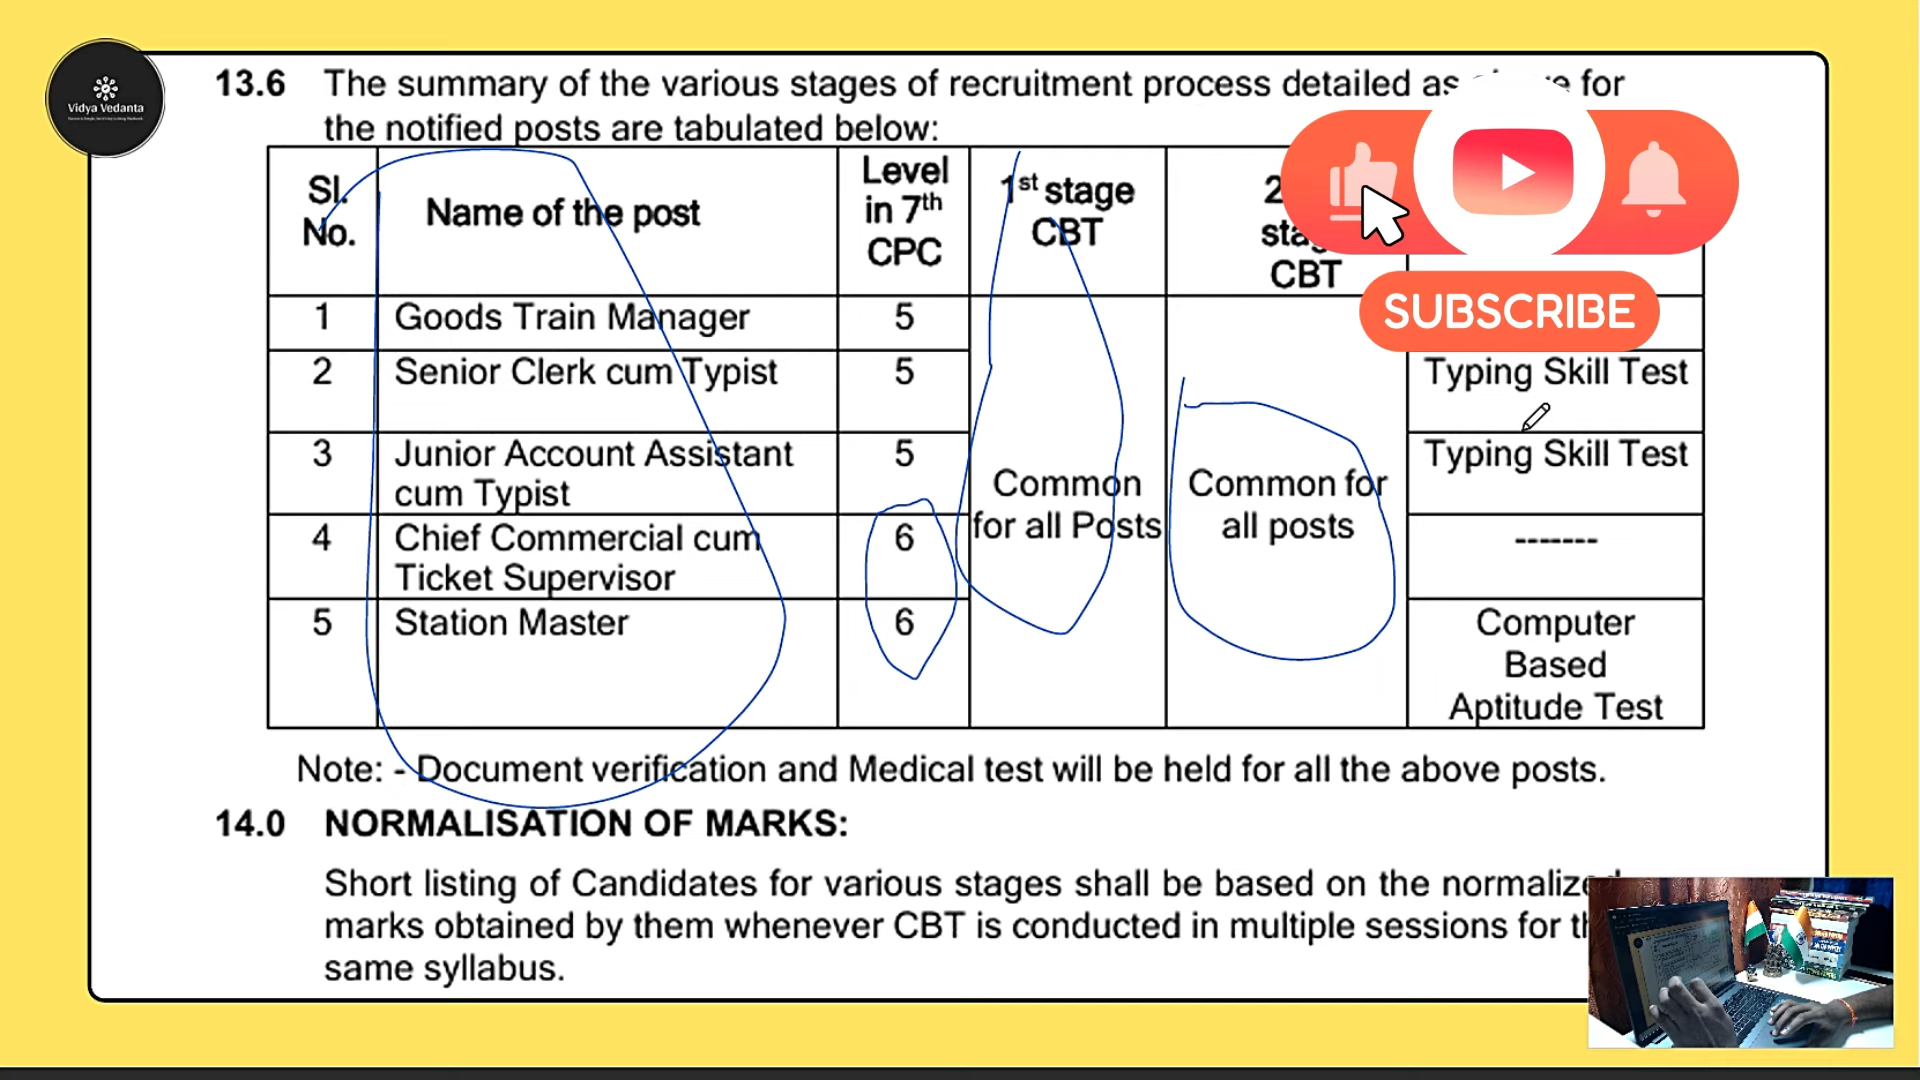 Vidya Vedanta
13.6 The summary of the various stages of recruitment process detailed as for
the notified posts are tabulated below:
Sl. No.
Name of the post
Level in 7th CPC
1st stage CBT
2 stag CBT
1 Goods Train Manager 5
2 Senior Clerk cum Typist 5 Typing Skill Test
3 Junior Account Assistant cum Typist 5 Typing Skill Test
4 Chief Commercial cum Ticket Supervisor 6 -------
5 Station Master 6 Computer Based Aptitude Test
Common for all Posts
Common for all posts
SUBSCRIBE
Note: - Document verification and Medical test will be held for all the above posts.
14.0 NORMALISATION OF MARKS:
Short listing of Candidates for various stages shall be based on the normalized
marks obtained by them whenever CBT is conducted in multiple sessions for
same syllabus.